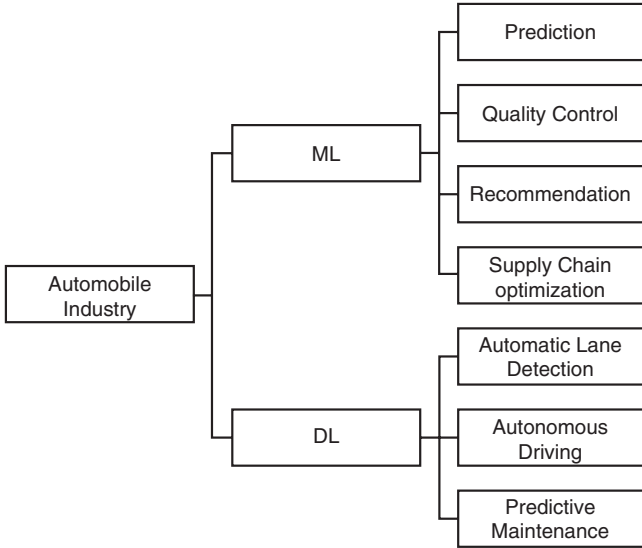 Automobile
Industry
ML
Prediction
Quality Control
Recommendation
Supply Chain
optimization
DL
Automatic Lane
Detection
Autonomous
Driving
Predictive
Maintenance